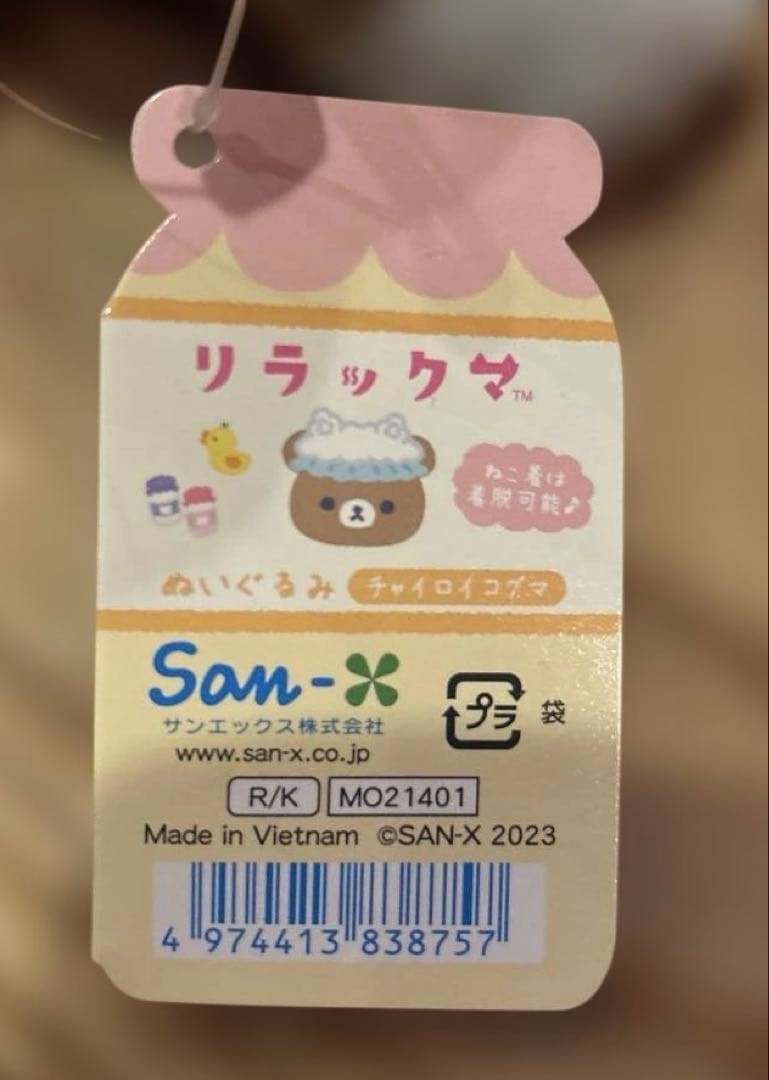 リラックマ™
ねこ着は
着脱可能♪
ぬいぐるみ チャイロイコグマ
San-X
サンエックス株式会社
プラ 袋
www.san-x.co.jp
R/K MO21401
Made in Vietnam ©SAN-X 2023
4 974413 838757